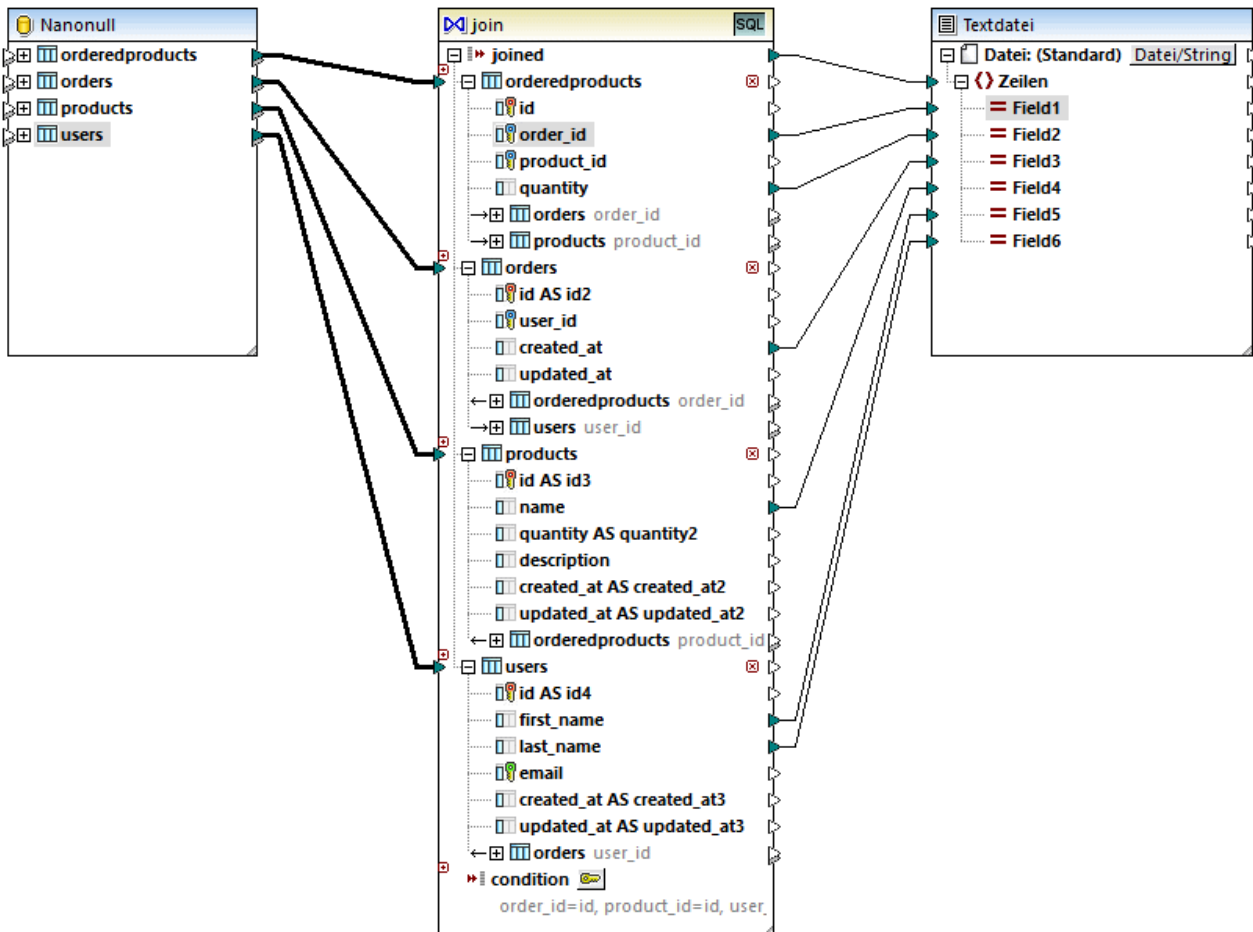 Nanonull
orderedproducts
orders
products
users
join SQL
joined
orderedproducts
id
order_id
product_id
quantity
orders order_id
products product_id
orders
id AS id2
user_id
created_at
updated_at
orderedproducts order_id
users user_id
products
id AS id3
name
quantity AS quantity2
description
created_at AS created_at2
updated_at AS updated_at2
orderedproducts product_id
users
id AS id4
first_name
last_name
email
created_at AS created_at3
updated_at AS updated_at3
orders user_id
condition
order_id=id, product_id=id, user_
Textdatei
Datei: (Standard) Datei/String
Zeilen
Field1
Field2
Field3
Field4
Field5
Field6